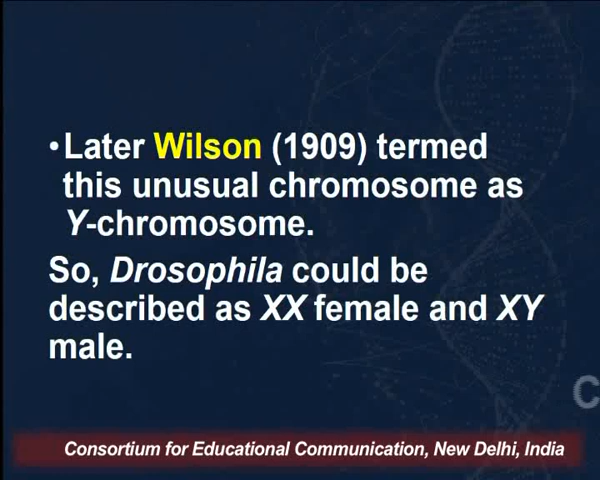 •Later Wilson (1909) termed
this unusual chromosome as
Y-chromosome.
So, Drosophila could be
described as XX female and XY
male.
C
Consortium for Educational Communication, New Delhi, India